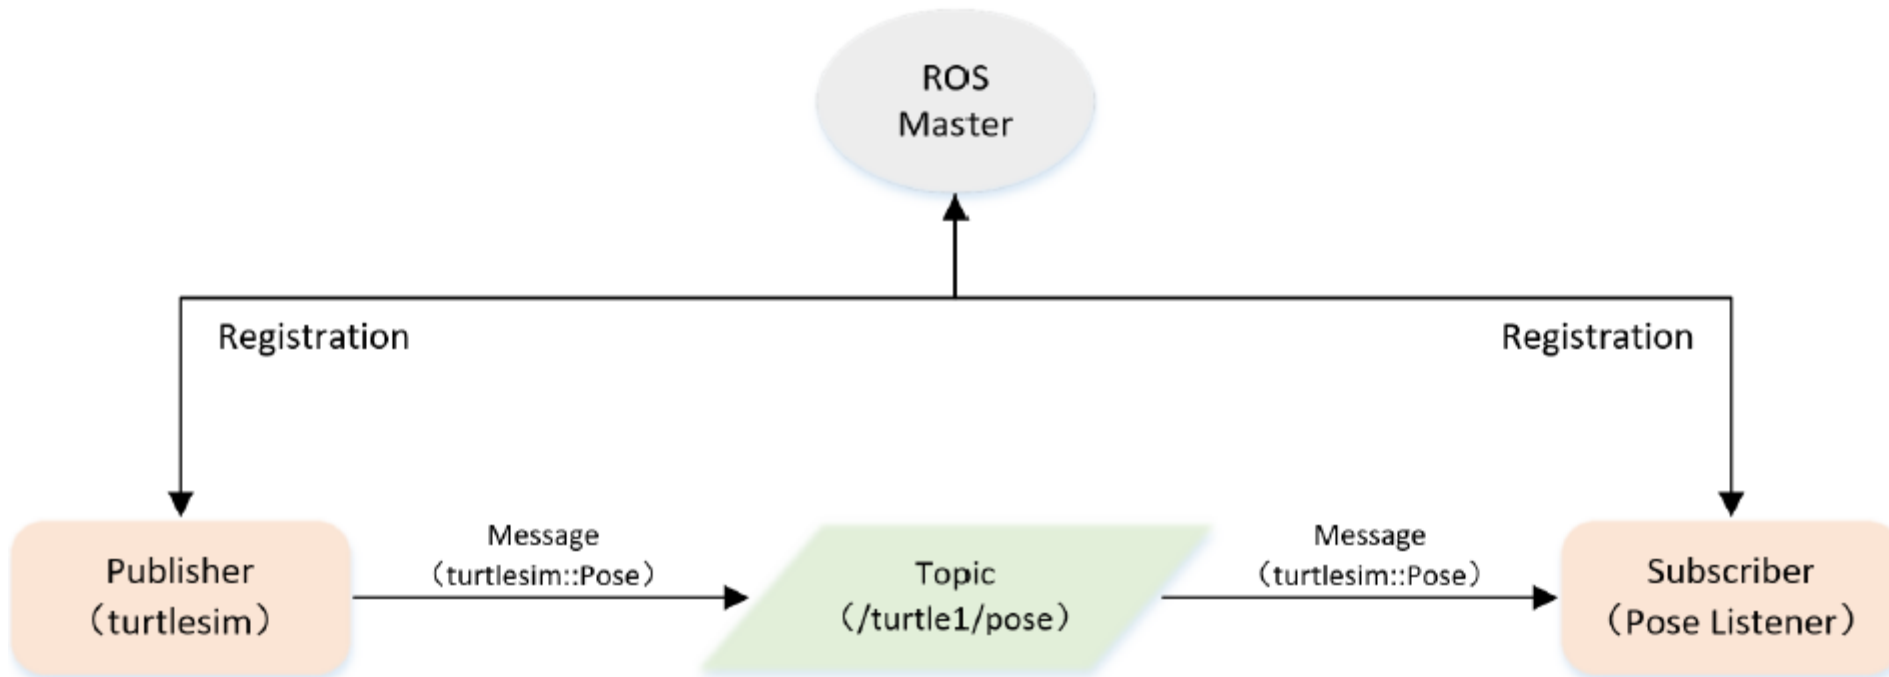 ROS
Master
Registration
Registration
Message
（turtlesim::Pose）
Message
（turtlesim::Pose）
Publisher
（turtlesim）
Topic
（/turtle1/pose）
Subscriber
（Pose Listener）